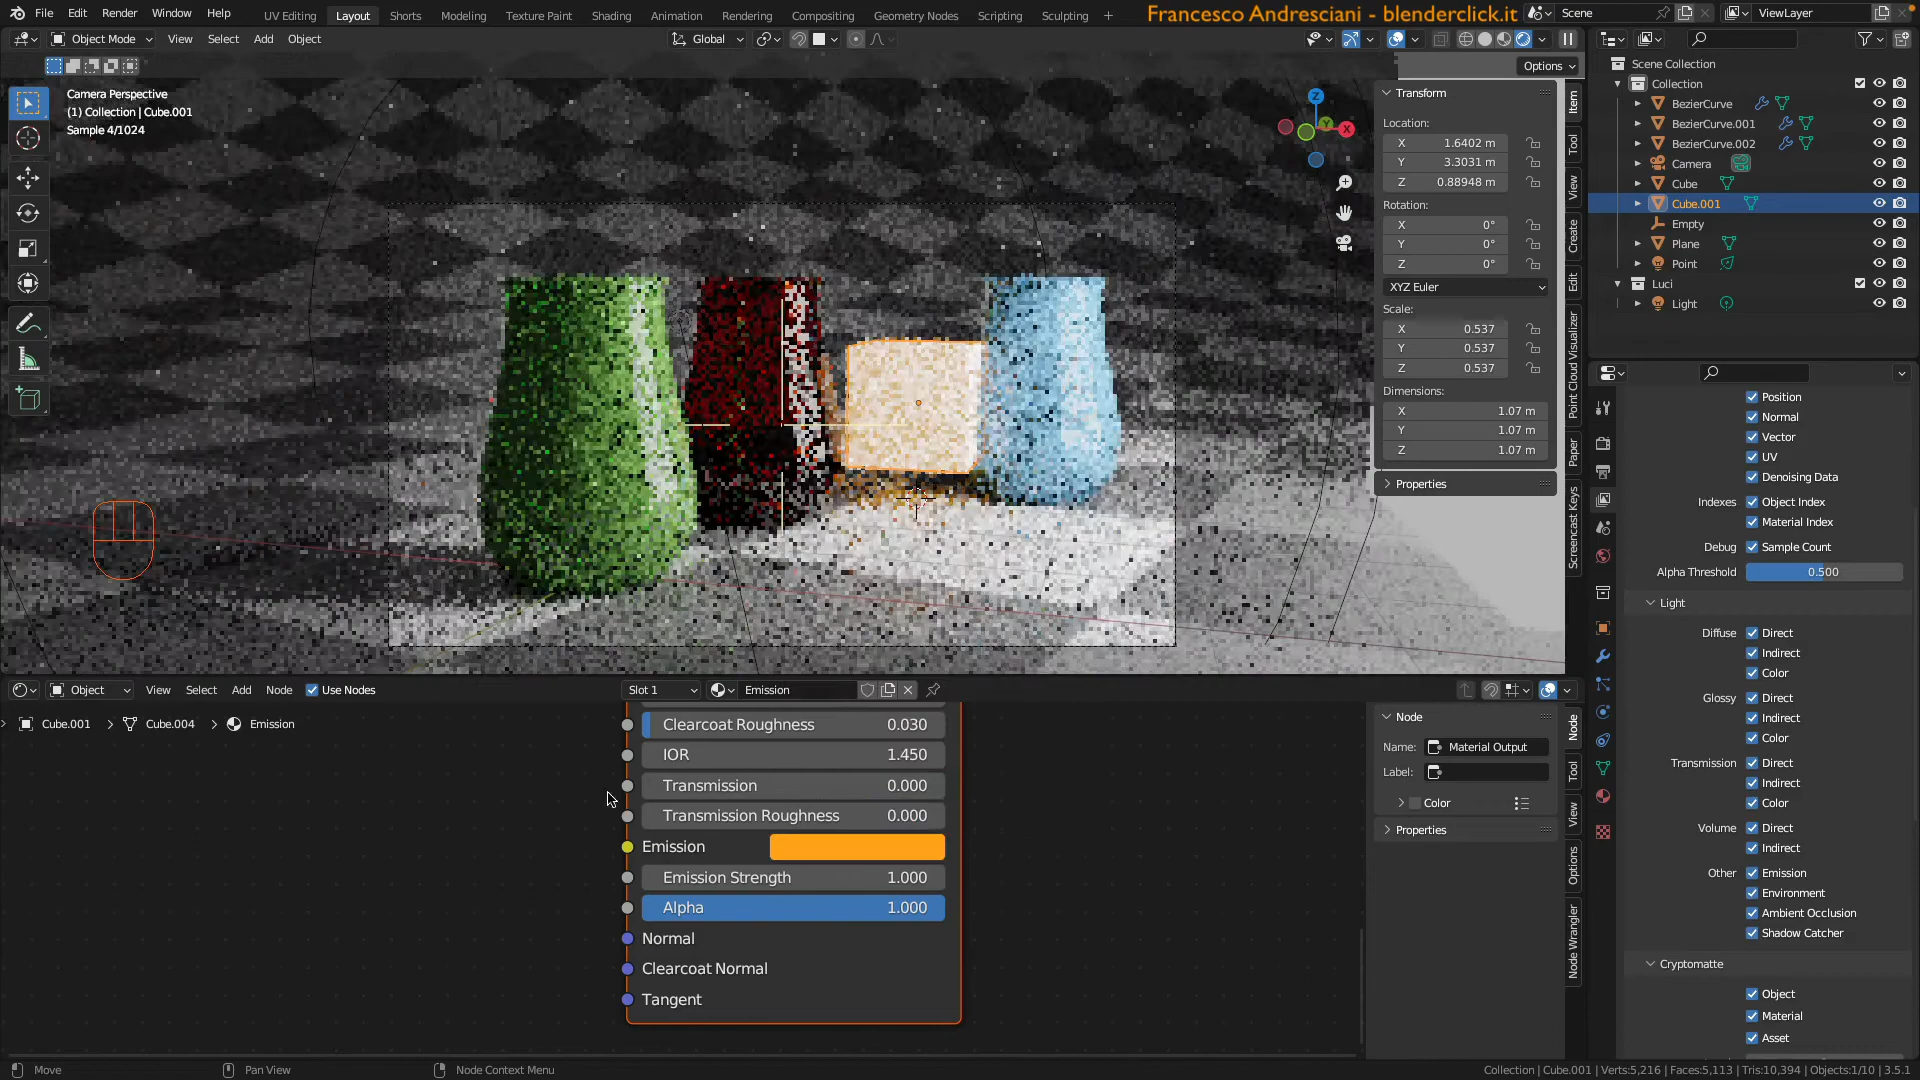 File Edit Render Window Help UV Editing Layout Shorts Modeling Texture Paint Shading Animation Rendering Compositing Geometry Nodes Scripting Sculpting + Francesco Andresciani - blenderclick.it Scene ViewLayer
Object Mode View Select Add Object Global
Options
Camera Perspective
(1) Collection | Cube.001
Sample 4/1024
Z
Y
X
Transform
Location:
X 1.6402 m
Y 3.3031 m
Z 0.88948 m
Rotation:
X 0°
Y 0°
Z 0°
XYZ Euler
Scale:
X 0.537
Y 0.537
Z 0.537
Dimensions:
X 1.07 m
Y 1.07 m
Z 1.07 m
Properties
Item
Tool
View
Create
Edit
Point Cloud Visualizer
Paper
Screencast Keys
Scene Collection
Collection
BezierCurve
BezierCurve.001
BezierCurve.002
Camera
Cube
Cube.001
Empty
Plane
Point
Luci
Light
Position
Normal
Vector
UV
Denoising Data
Indexes Object Index
Material Index
Debug Sample Count
Alpha Threshold 0.500
Light
Diffuse Direct
Indirect
Color
Glossy Direct
Indirect
Color
Transmission Direct
Indirect
Color
Volume Direct
Indirect
Other Emission
Environment
Ambient Occlusion
Shadow Catcher
Cryptomatte
Object
Material
Asset
Object View Select Add Node Use Nodes Slot 1 Emission
Cube.001 > Cube.004 > Emission
Clearcoat Roughness 0.030
IOR 1.450
Transmission 0.000
Transmission Roughness 0.000
Emission
Emission Strength 1.000
Alpha 1.000
Normal
Clearcoat Normal
Tangent
Node
Name: Material Output
Label:
Color
Properties
Node
Tool
View
Options
Node Wrangler
Move Pan View Node Context Menu Collection | Cube.001 | Verts:5,216 | Faces:5,113 | Tris:10,394 | Objects:1/10 | 3.5.1